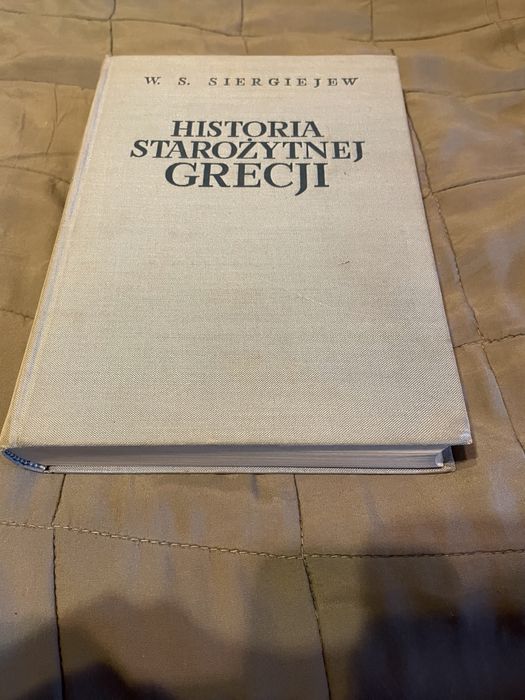 W. S. SIERGIEJEW
HISTORIA
STAROŻYTNEJ
GRECJI